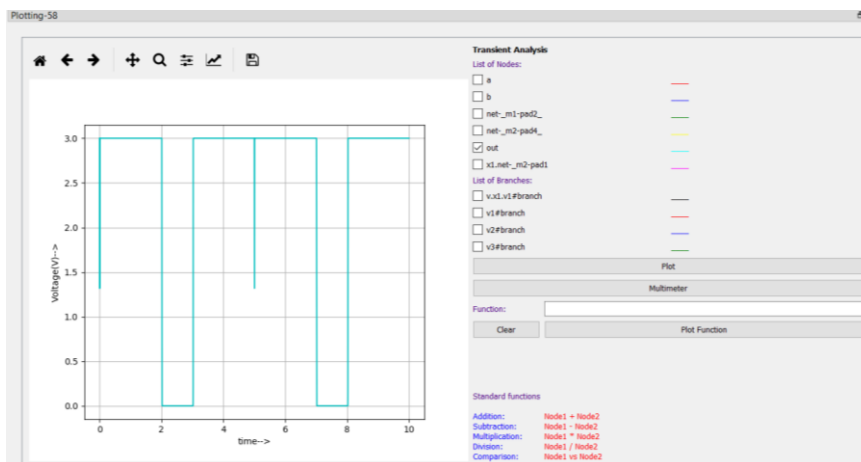 Plotting-58
Transient Analysis
List of Nodes:
a
b
net-_m1-pad2_
net-_m2-pad4_
out
x1.net-_m2-pad1
List of Branches:
v.x1.v1#branch
v1#branch
v2#branch
v3#branch
Plot
Multimeter
Function:
Clear
Plot Function
Standard functions
Addition: Node1 + Node2
Subtraction: Node1 - Node2
Multiplication: Node1 * Node2
Division: Node1 / Node2
Comparison: Node1 vs Node2
Voltage(V)-->
3.0
2.5
2.0
1.5
1.0
0.5
0.0
0 2 4 6 8 10
time-->